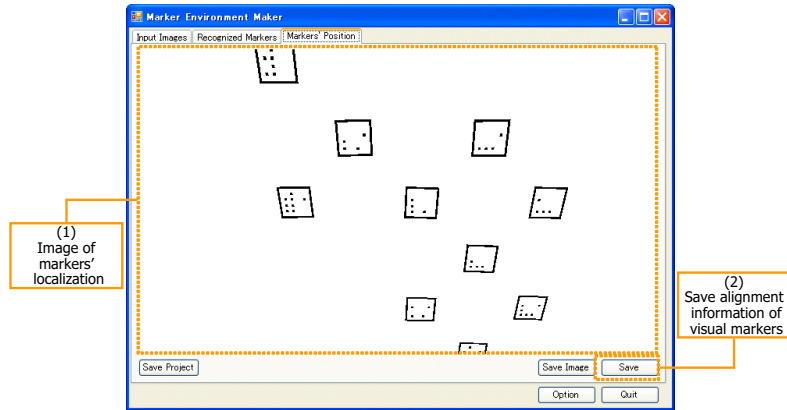 Marker Environment Maker
Input Images
Recognized Markers
Markers' Position
(1)
Image of
markers'
localization
(2)
Save alignment
information of
visual markers
Save Project
Save Image
Save
Option
Quit